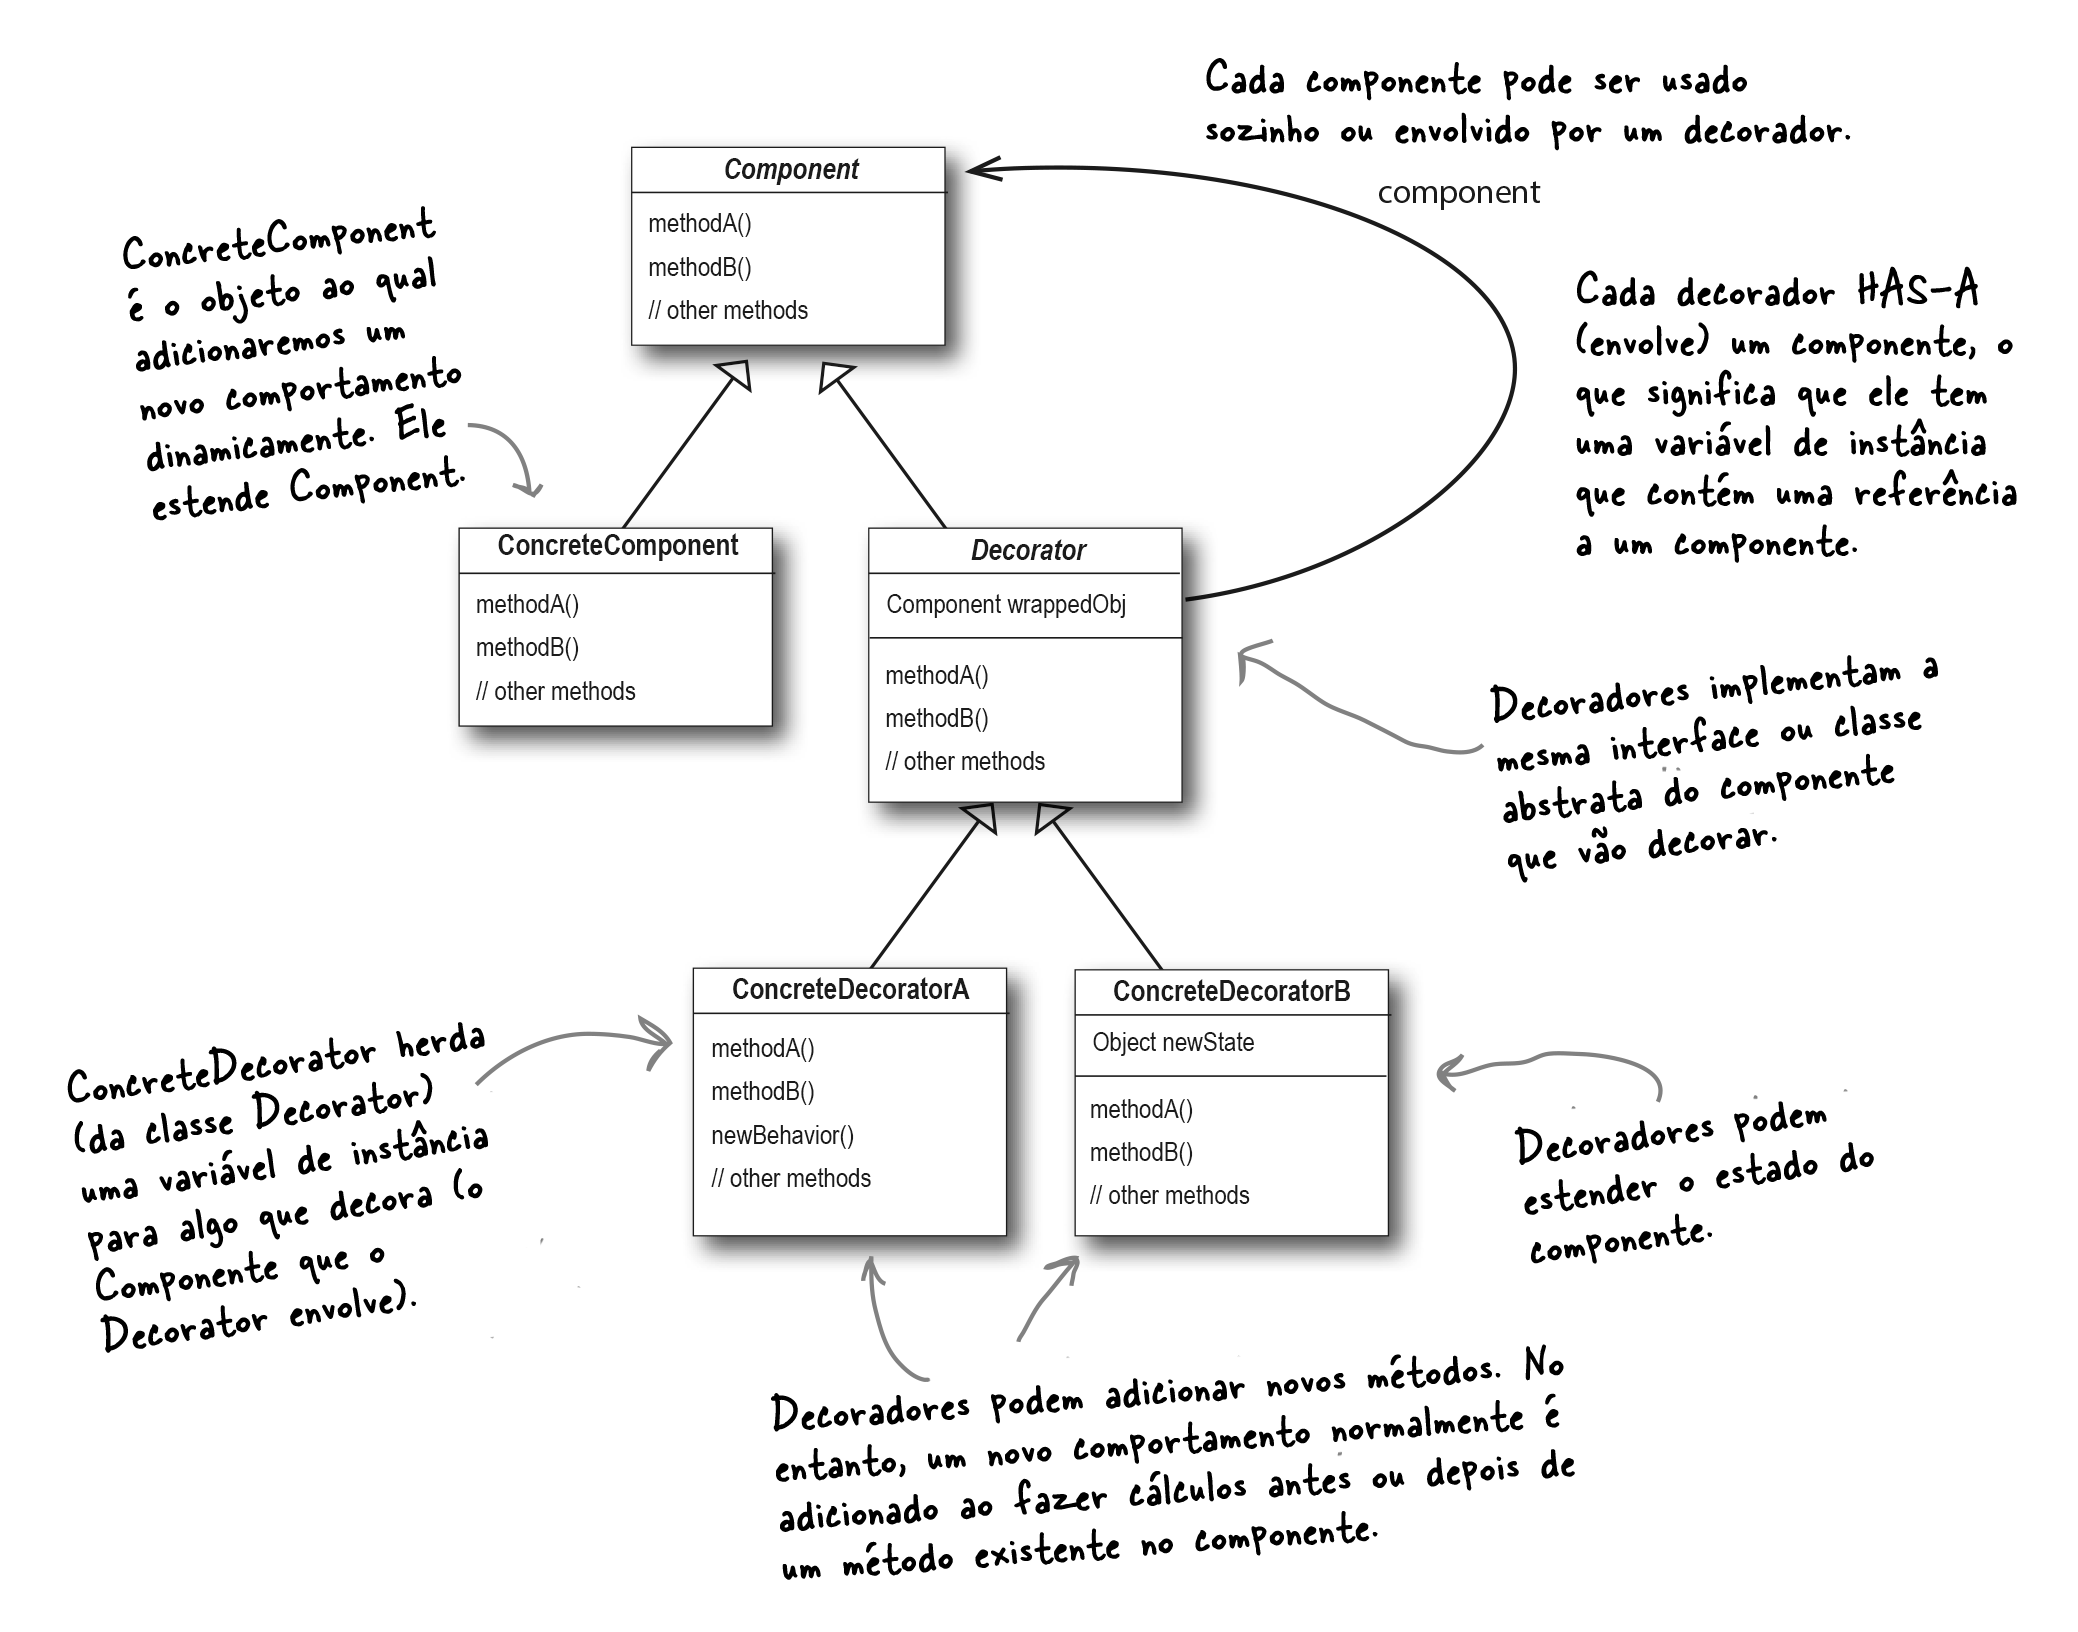 Cada componente pode ser usado
sozinho ou envolvido por um decorador.
component
Component
methodA()
methodB()
// other methods
ConcreteComponent
é o objeto ao qual
adicionaremos um
novo comportamento
dinamicamente. Ele
estende Component.
Cada decorador HAS-A
(envolve) um componente, o
que significa que ele tem
uma variável de instância
que contém uma referência
a um componente.
ConcreteComponent
methodA()
methodB()
// other methods
Decorator
Component wrappedObj
methodA()
methodB()
// other methods
Decoradores implementam a
mesma interface ou classe
abstrata do componente
que vão decorar.
ConcreteDecoratorA
methodA()
methodB()
newBehavior()
// other methods
ConcreteDecoratorB
Object newState
methodA()
methodB()
// other methods
ConcreteDecorator herda
(da classe Decorator)
uma variável de instância
para algo que decora (o
Componente que o
Decorator envolve).
Decoradores podem
estender o estado do
componente.
Decoradores podem adicionar novos métodos. No
entanto, um novo comportamento normalmente é
adicionado ao fazer cálculos antes ou depois de
um método existente no componente.